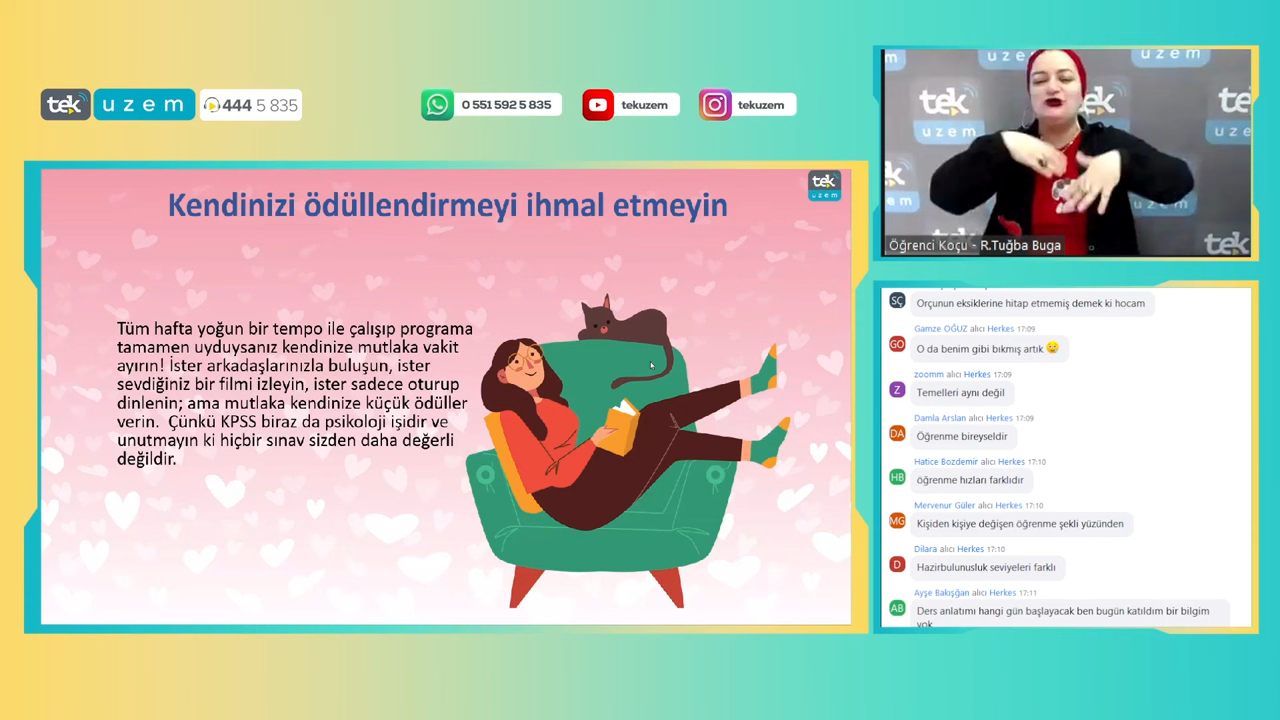 tek uzem 444 5 835
0 551 592 5 835
tekuzem
tekuzem
Kendinizi ödüllendirmeyi ihmal etmeyin
tek
uzem
Tüm hafta yoğun bir tempo ile çalışıp programa
tamamen uyduysanız kendinize mutlaka vakit
ayırın! İster arkadaşlarınızla buluşun, ister
sevdiğiniz bir filmi izleyin, ister sadece oturup
dinlenin; ama mutlaka kendinize küçük ödüller
verin. Çünkü KPSS biraz da psikoloji işidir ve
unutmayın ki hiçbir sınav sizden daha değerli
değildir.
tek
uzem
Öğrenci Koçu - R.Tuğba Buga
SÇ
Orçunun eksiklerine hitap etmemiş demek ki hocam
Gamze OĞUZ alıcı Herkes 17:09
GO
O da benim gibi bıkmış artık
zoomm alıcı Herkes 17:09
Z
Temelleri aynı değil
Damla Arslan alıcı Herkes 17:09
DA
Öğrenme bireyseldir
Hatice Bozdemir alıcı Herkes 17:10
HB
öğrenme hızları farklıdır
Mervenur Güler alıcı Herkes 17:10
MG
Kişiden kişiye değişen öğrenme şekli yüzünden
Dilara alıcı Herkes 17:10
D
Hazirbulunusluk seviyeleri farklı
Ayşe Bakışğan alıcı Herkes 17:11
AB
Ders anlatımı hangi gün başlayacak ben bugün katıldım bir bilgim
yok